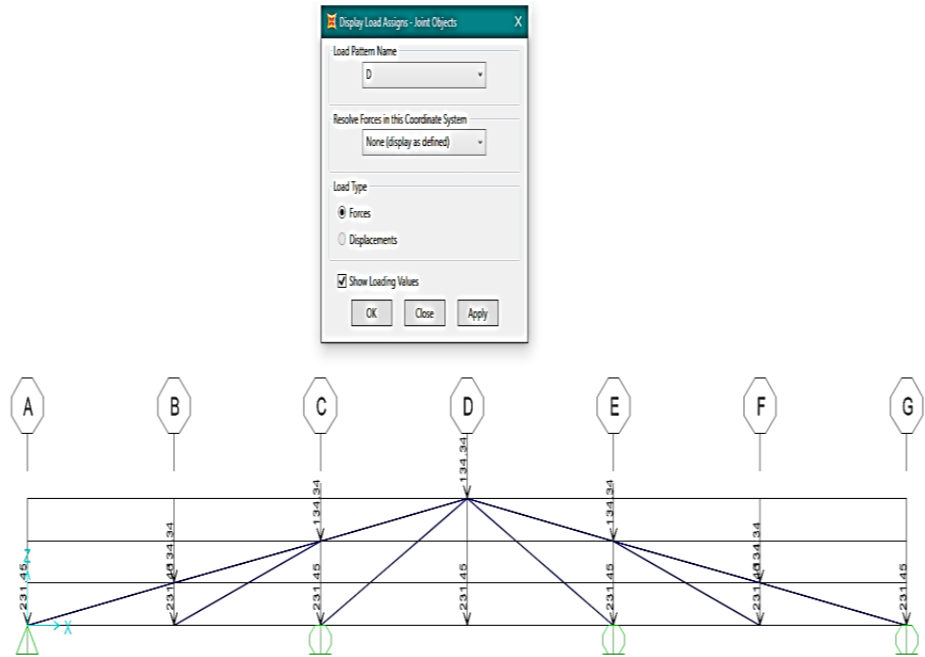 Display Load Assigns - Joint Objects X
Load Pattern Name
D
Resolve Forces in this Coordinate System
None (display as defined)
Load Type
Forces
Displacements
Show Loading Values
OK Close Apply
A B C D E F G
134.34
134.34 134.34
134.34 134.34
231.45 231.45 231.45 231.45 231.45 231.45 231.45
Z
X